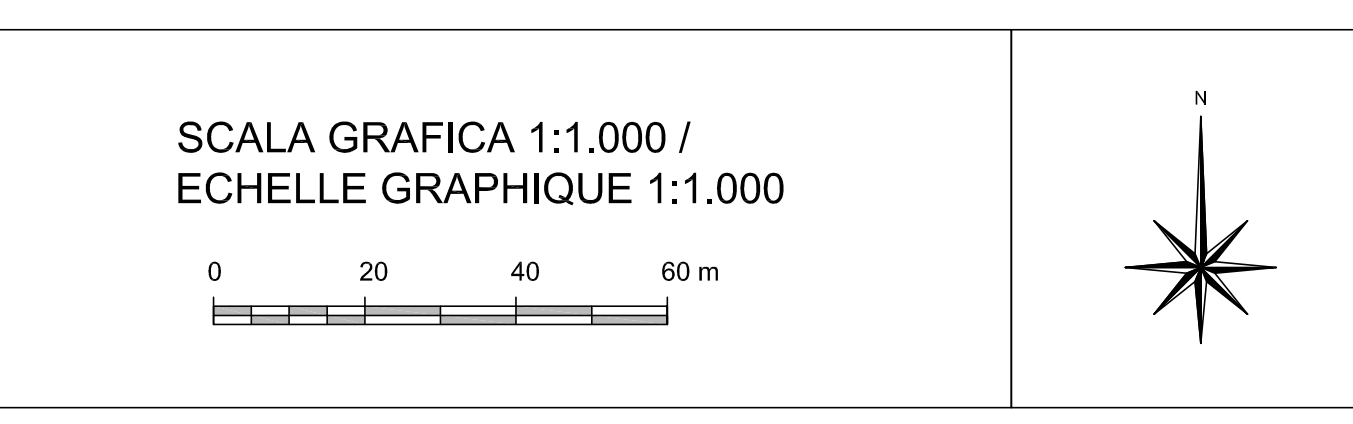 SCALA GRAFICA 1:1.000 /
ECHELLE GRAPHIQUE 1:1.000
0 20 40 60 m
N